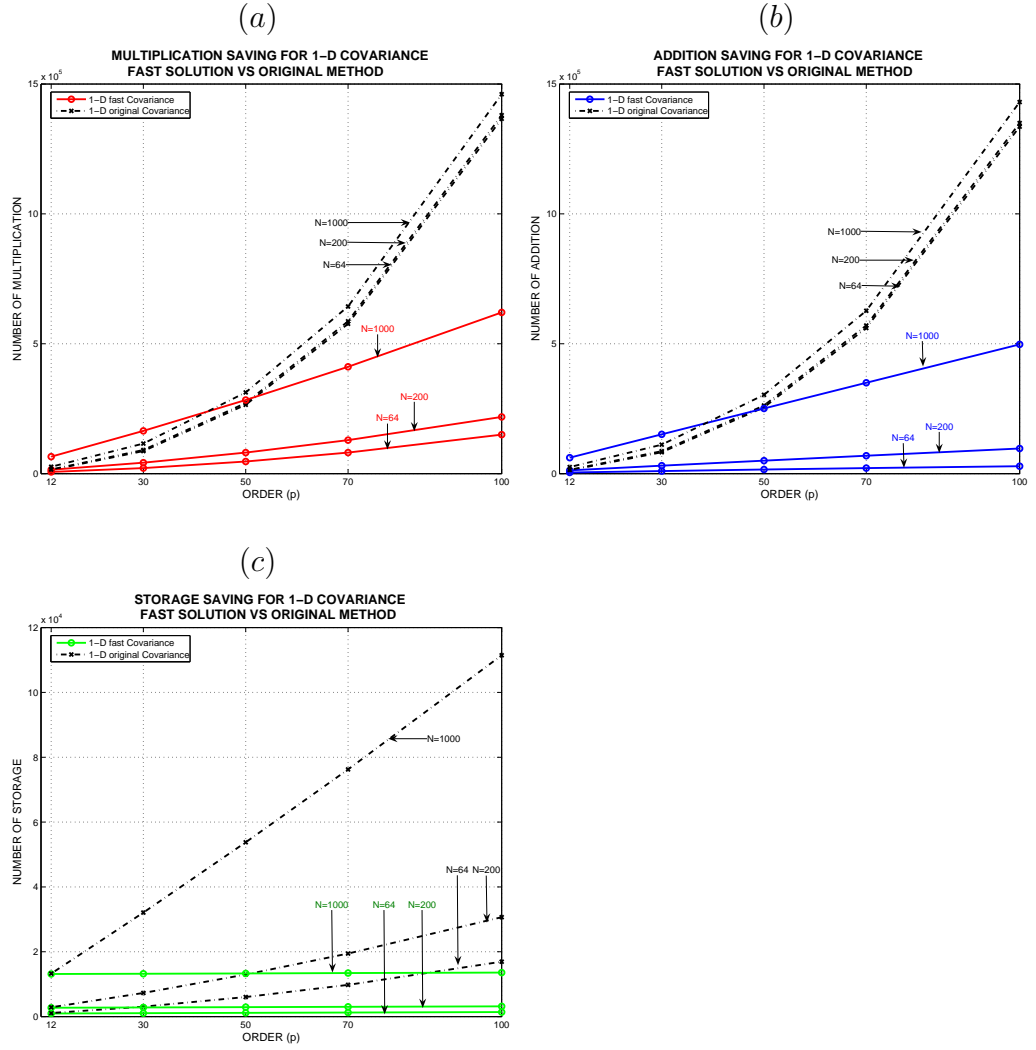 (a)
MULTIPLICATION SAVING FOR 1−D COVARIANCE
FAST SOLUTION VS ORIGINAL METHOD
x 10^5
1−D fast Covariance
1−D original Covariance
15
10
5
0
NUMBER OF MULTIPLICATION
N=1000
N=200
N=64
N=1000
N=200
N=64
12 30 50 70 100
ORDER (p)
(b)
ADDITION SAVING FOR 1−D COVARIANCE
FAST SOLUTION VS ORIGINAL METHOD
x 10^5
1−D fast Covariance
1−D original Covariance
15
10
5
0
NUMBER OF ADDITION
N=1000
N=200
N=64
N=1000
N=200
N=64
12 30 50 70 100
ORDER (p)
(c)
STORAGE SAVING FOR 1−D COVARIANCE
FAST SOLUTION VS ORIGINAL METHOD
x 10^4
1−D fast Covariance
1−D original Covariance
12
10
8
6
4
2
0
NUMBER OF STORAGE
N=1000
N=64 N=200
N=1000 N=64 N=200
12 30 50 70 100
ORDER (p)